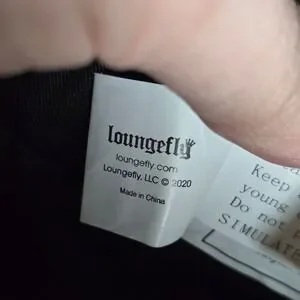 loungefly
loungefly.com
Loungefly, LLC © 2020
Made in China
Keep
young
Do not
SIMULATE